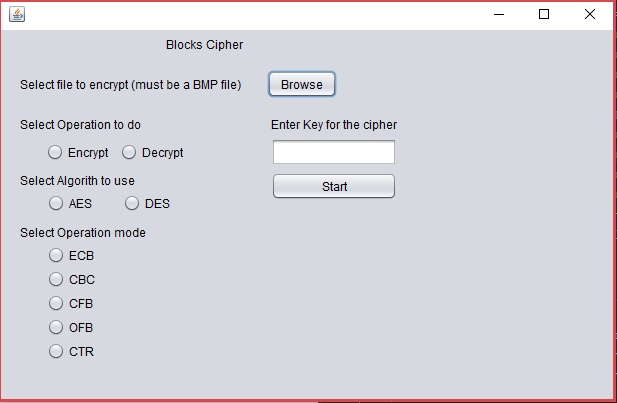 Blocks Cipher
Select file to encrypt (must be a BMP file) Browse
Select Operation to do Enter Key for the cipher
Encrypt Decrypt
Select Algorith to use Start
AES DES
Select Operation mode
ECB
CBC
CFB
OFB
CTR